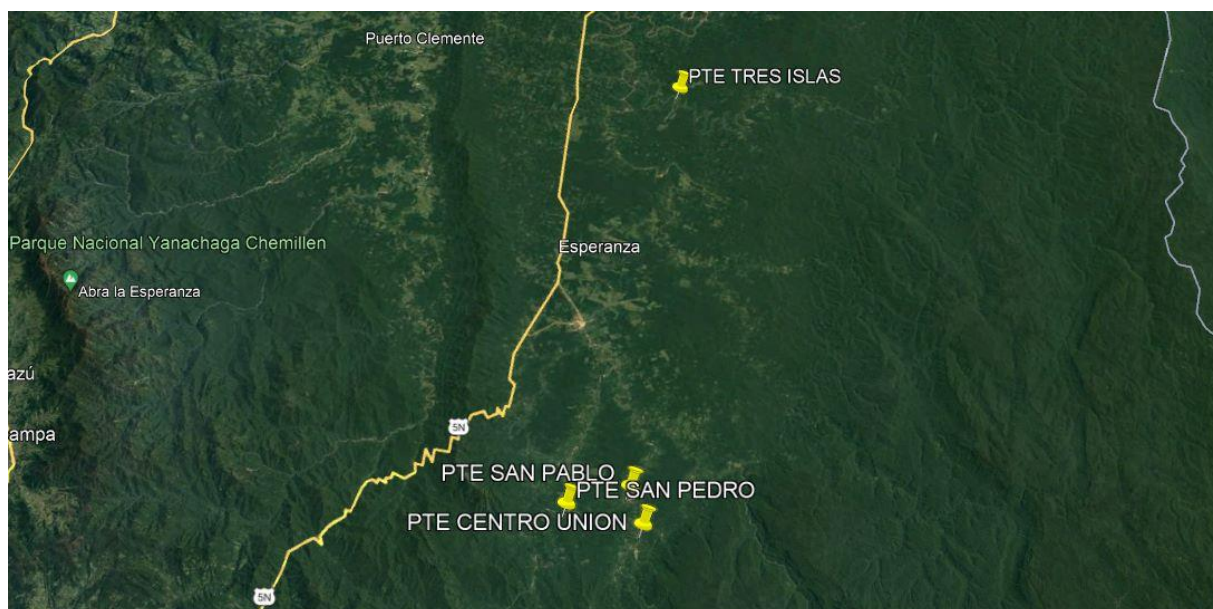 Puerto Clemente
PTE TRES ISLAS
Parque Nacional Yanachaga Chemillen
Esperanza
Abra la Esperanza
azú
5N
ampa
PTE SAN PABLO
PTE SAN PEDRO
PTE CENTRO UNION
5N